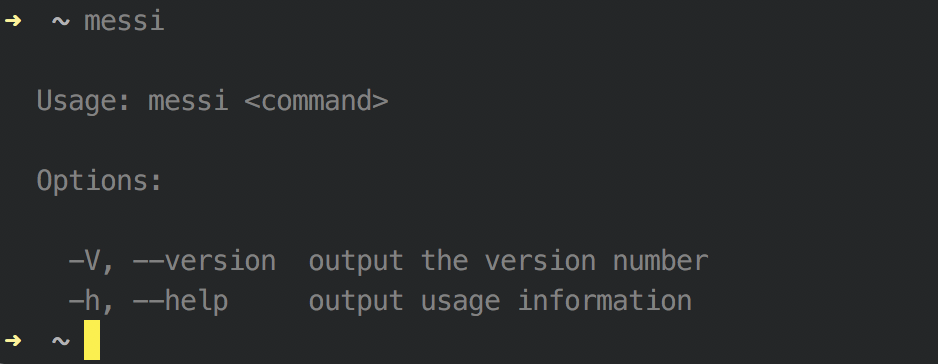 ➜ ~ messi
Usage: messi <command>
Options:
-V, --version output the version number
-h, --help output usage information
➜ ~